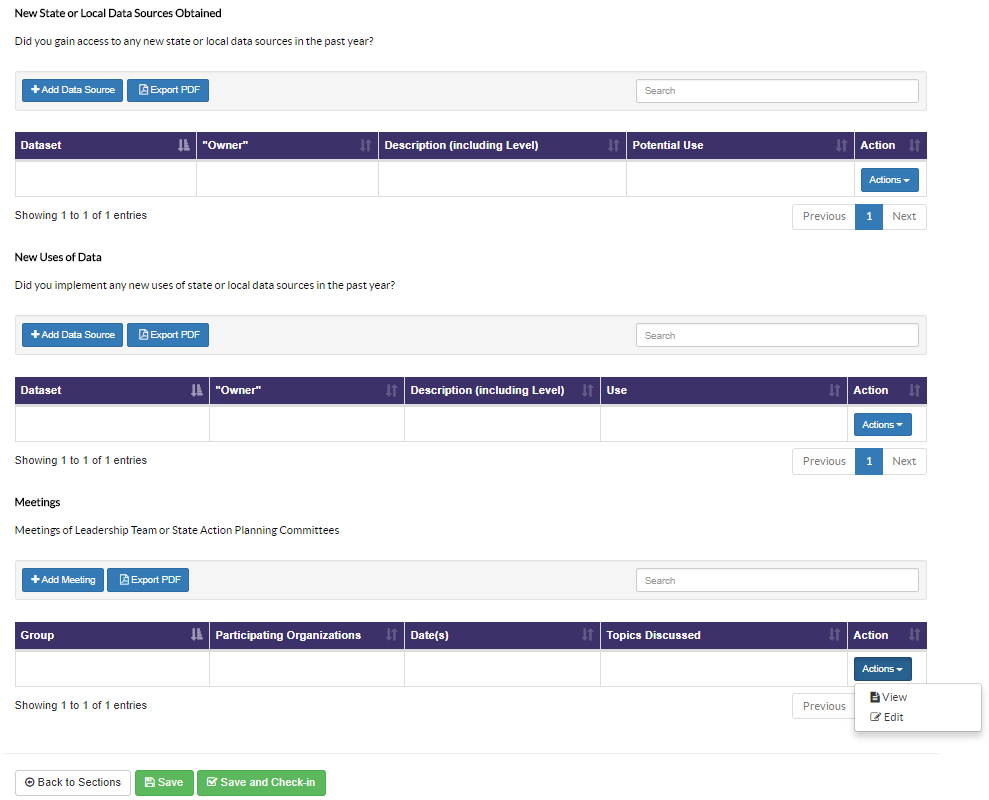 New State or Local Data Sources Obtained
Did you gain access to any new state or local data sources in the past year?
Add Data Source Export PDF Search
Dataset "Owner" Description (including Level) Potential Use Action
Actions
Showing 1 to 1 of 1 entries Previous 1 Next
New Uses of Data
Did you implement any new uses of state or local data sources in the past year?
Add Data Source Export PDF Search
Dataset "Owner" Description (including Level) Use Action
Actions
Showing 1 to 1 of 1 entries Previous 1 Next
Meetings
Meetings of Leadership Team or State Action Planning Committees
Add Meeting Export PDF Search
Group Participating Organizations Date(s) Topics Discussed Action
Actions
Showing 1 to 1 of 1 entries Previous View
Edit
Back to Sections Save Save and Check-in